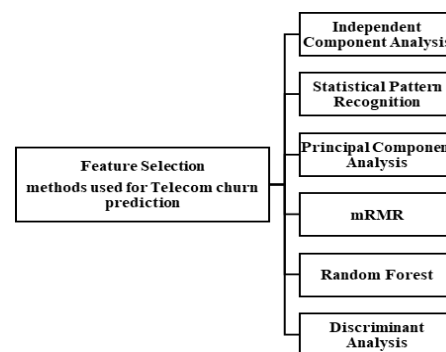 Feature Selection
methods used for Telecom churn
prediction
Independent
Component Analysis
Statistical Pattern
Recognition
Principal Component
Analysis
mRMR
Random Forest
Discriminant
Analysis